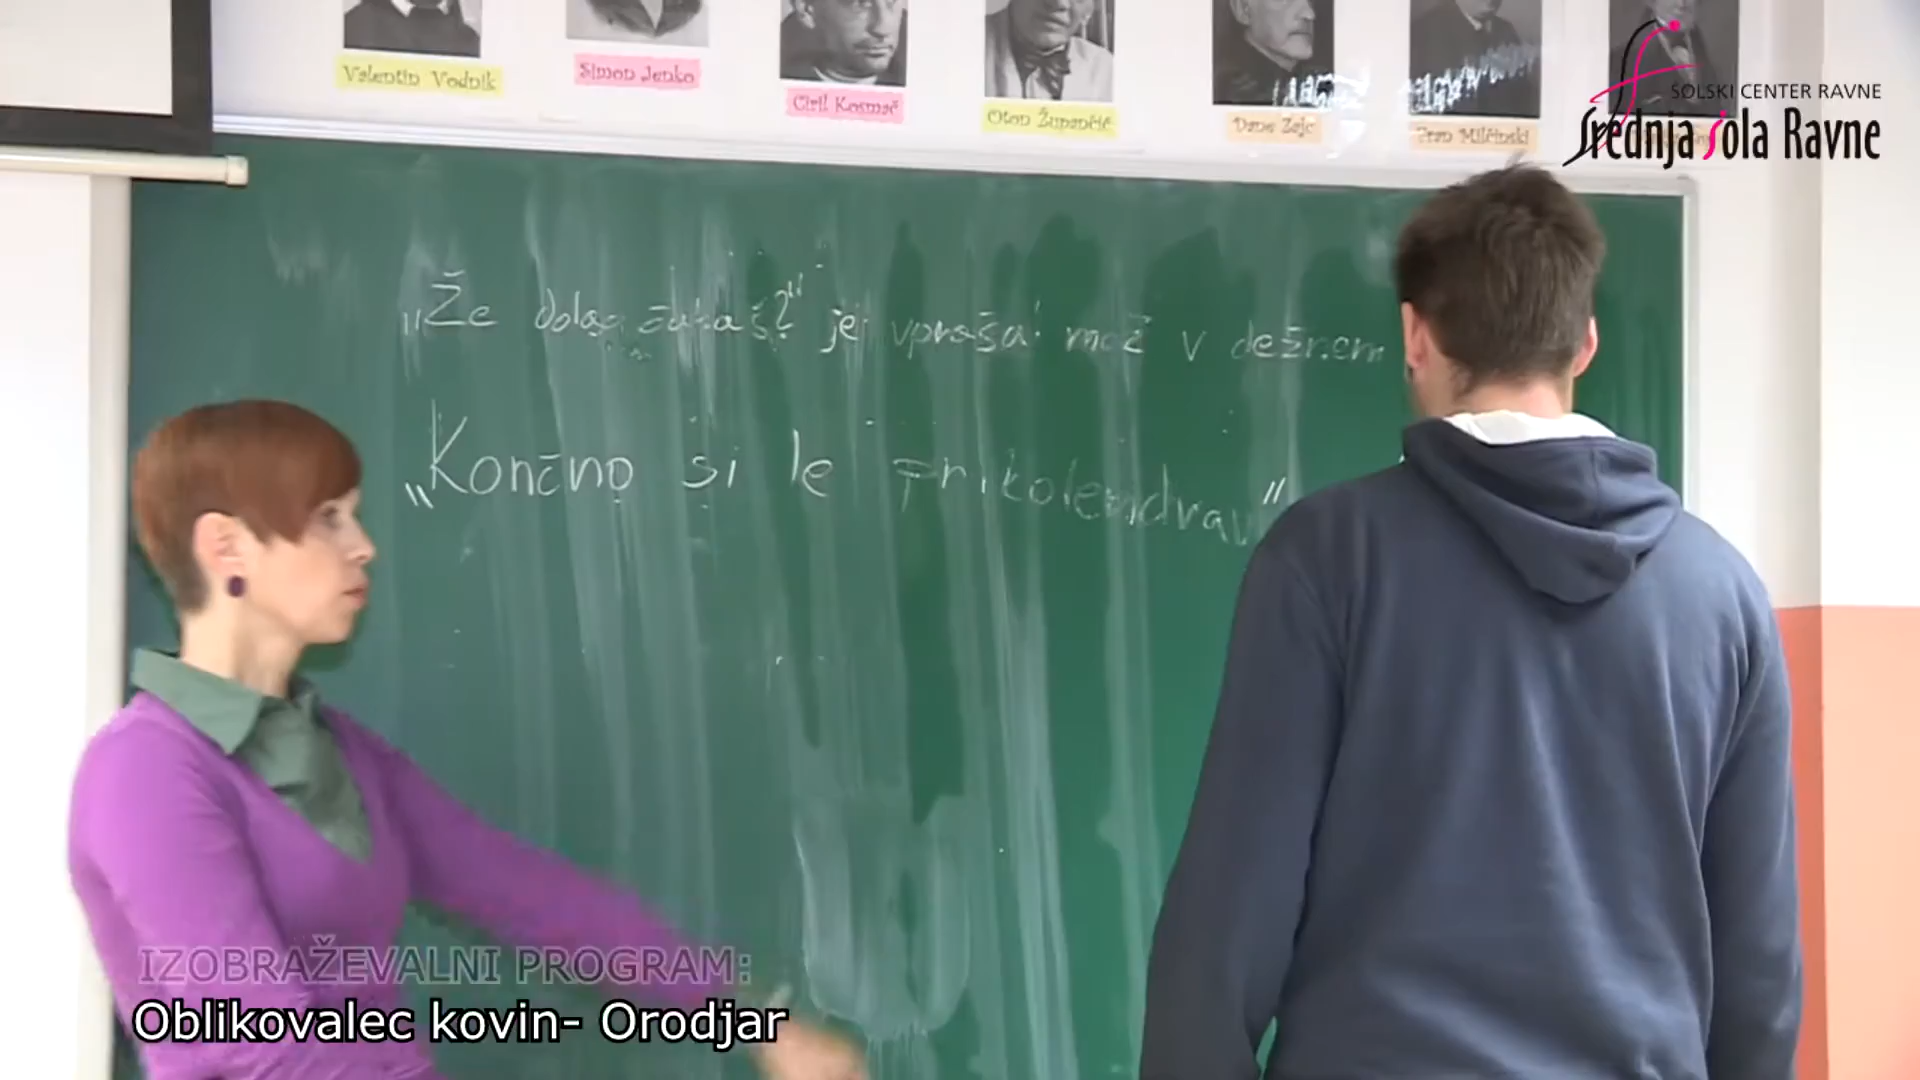 Valentin Vodnik
Simon Jenko
Ciril Kosmač
Oton Župančič
Dane Zajc
Fran Milčinski
ŠOLSKI CENTER RAVNE
Srednja šola Ravne
„Že dolgo čakaš?“ je vprašal mož v dežnem
„Končno si le prikolendrav“
IZOBRAŽEVALNI PROGRAM:
Oblikovalec kovin- Orodjar